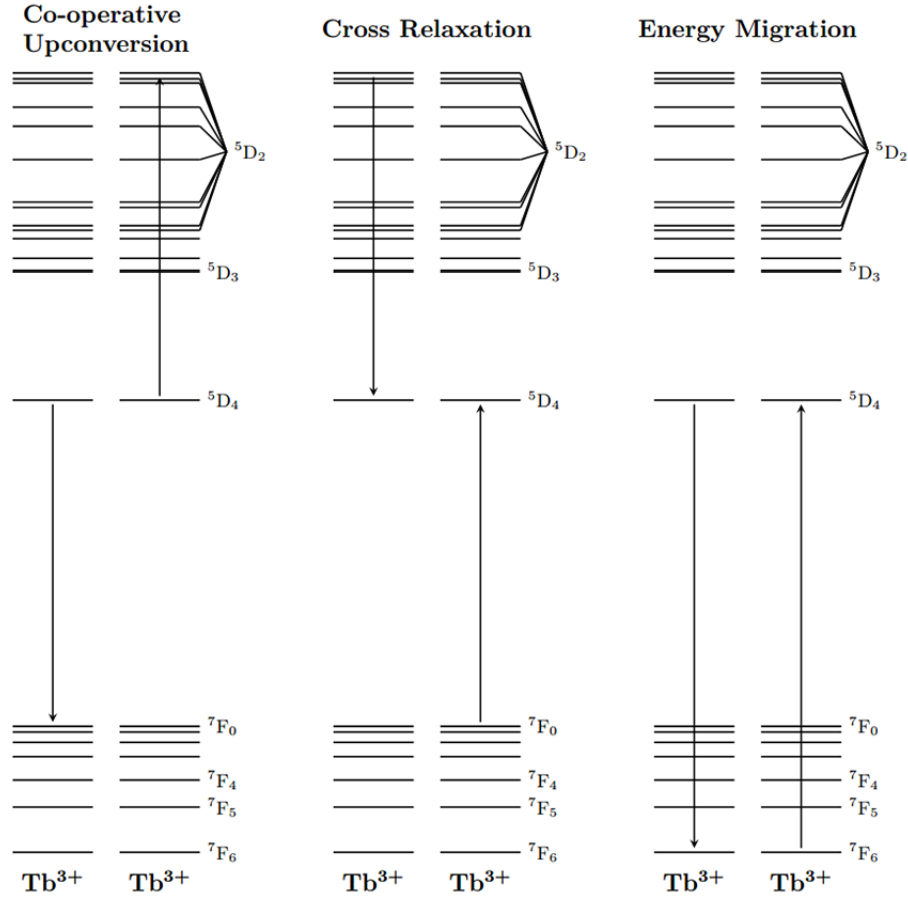 Co-operative
Upconversion
Cross Relaxation
Energy Migration
⁵D₂
⁵D₂
⁵D₂
⁵D₃
⁵D₃
⁵D₃
⁵D₄
⁵D₄
⁵D₄
⁷F₀
⁷F₀
⁷F₀
⁷F₄
⁷F₄
⁷F₄
⁷F₅
⁷F₅
⁷F₅
⁷F₆
⁷F₆
⁷F₆
Tb³⁺ Tb³⁺ Tb³⁺ Tb³⁺ Tb³⁺ Tb³⁺